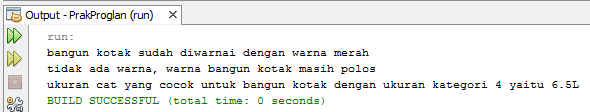 Output - PrakProglan (run)
run:
bangun kotak sudah diwarnai dengan warna merah
tidak ada warna, warna bangun kotak masih polos
ukuran cat yang cocok untuk bangun kotak dengan ukuran kategori 4 yaitu 6.5L
BUILD SUCCESSFUL (total time: 0 seconds)